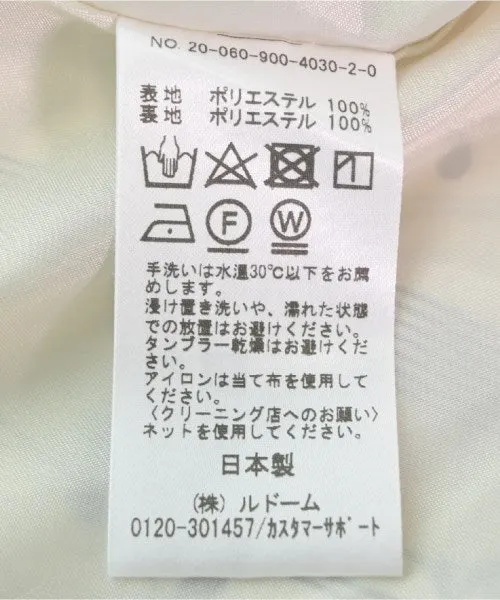 NO. 20-060-900-4030-2-0
表地 ポリエステル 100%
裏地 ポリエステル 100%
F
W
手洗いは水温30℃以下をお薦
めします。
浸け置き洗いや、濡れた状態
での放置はお避けください。
タンブラー乾燥はお避けくだ
さい。
アイロンは当て布を使用して
ください。
〈クリーニング店へのお願い〉
ネットを使用してください。
日本製
(株) ルドーム
0120-301457/カスタマーサポート